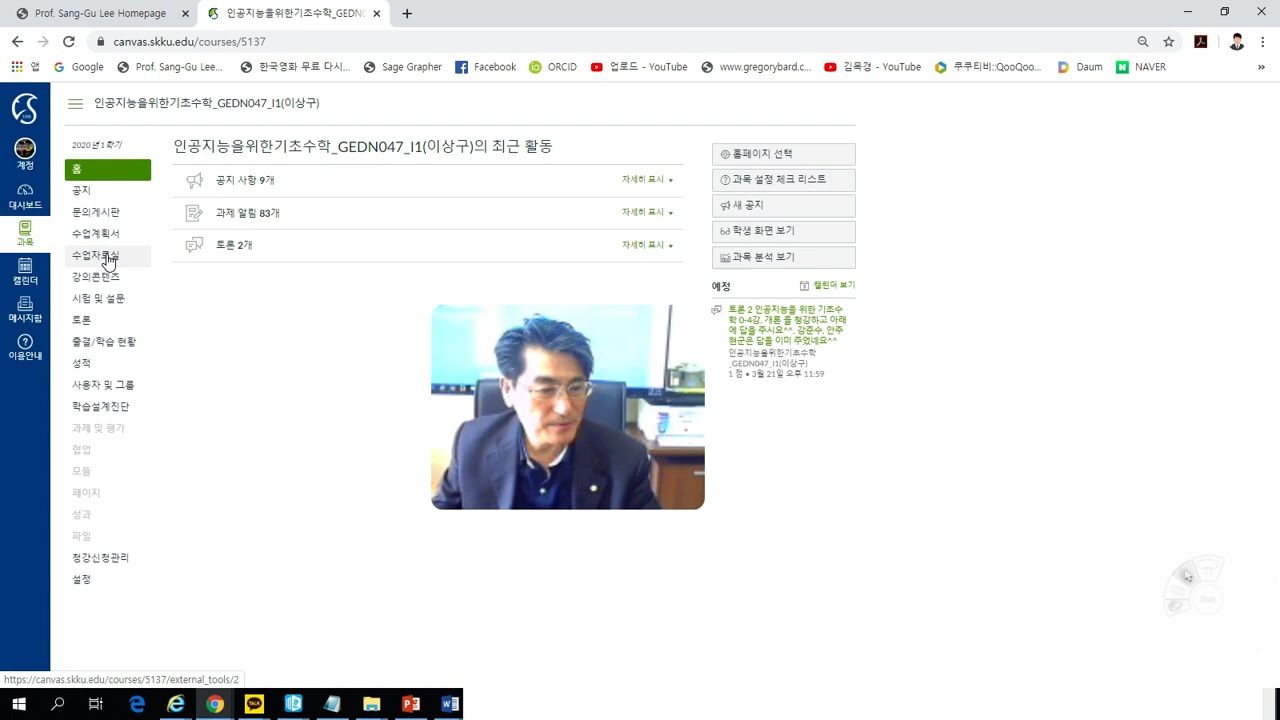 Prof. Sang-Gu Lee Homepage
인공지능을위한기초수학_GEDN(
canvas.skku.edu/courses/5137
앱
Google
Prof. Sang-Gu Lee...
한국영화 무료 다시...
Sage Grapher
Facebook
ORCID
업로드 - YouTube
www.gregorybard.c...
김목경 - YouTube
쿠쿠티비::QooQoo...
Daum
NAVER
»
인공지능을위한기초수학_GEDN047_I1(이상구)
계정
대시보드
과목
캘린더
메시지함
이용안내
2020년 1학기
홈
공지
문의게시판
수업계획서
수업자료실
강의콘텐츠
시험 및 설문
토론
출결/학습 현황
성적
사용자 및 그룹
학습설계진단
과제 및 평가
협업
모듈
페이지
성과
파일
청강신청관리
설정
인공지능을위한기초수학_GEDN047_I1(이상구)의 최근 활동
공지 사항 9개
자세히 표시
과제 알림 83개
자세히 표시
토론 2개
자세히 표시
홈페이지 선택
과목 설정 체크 리스트
새 공지
학생 화면 보기
과목 분석 보기
예정
캘린더 보기
토론 2 인공지능을 위한 기초수
학 0-4강, 개론 을 청강하고 아래
에 답을 주시요^^. 강준수, 안주
현군은 답을 이미 주었네요^^
인공지능을위한기초수학
_GEDN047_I1(이상구)
1 점 • 3월 21일 오후 11:59
https://canvas.skku.edu/courses/5137/external_tools/2
TALK